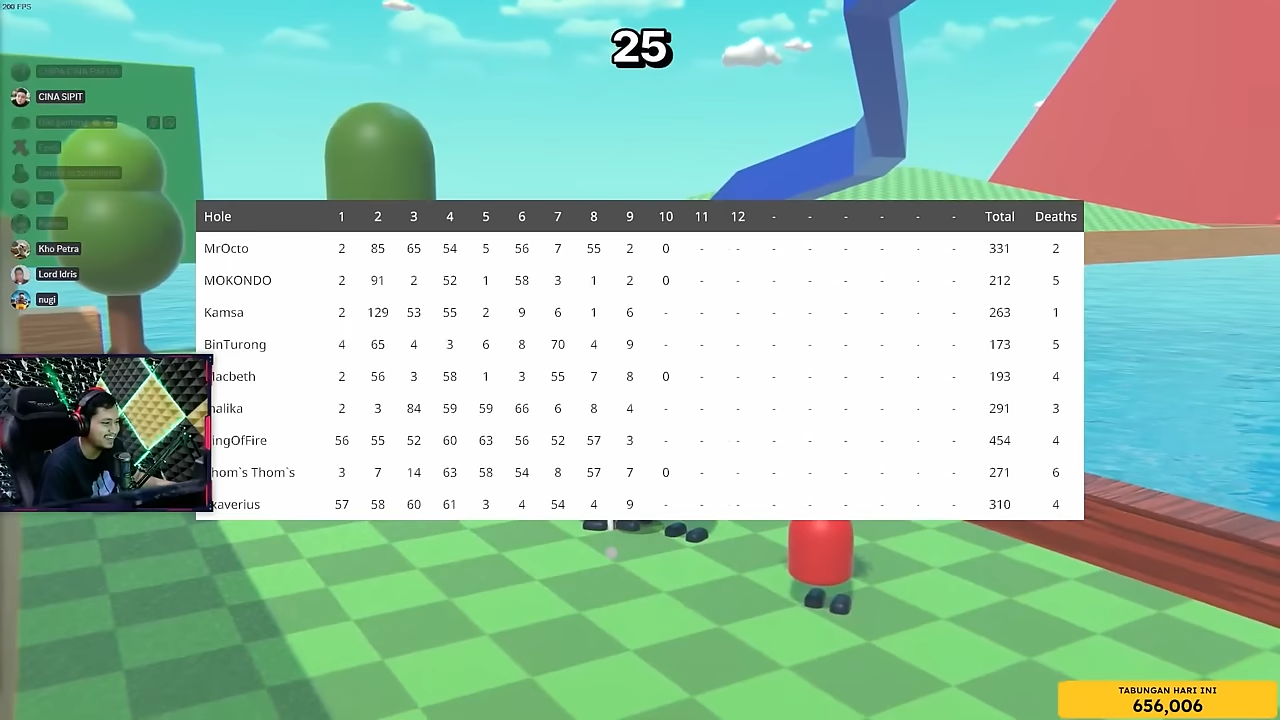 200 FPS
25
CINA SIPIT
Kho Petra
Lord Idris
nugi
Hole 1 2 3 4 5 6 7 8 9 10 11 12 - - - - - - Total Deaths
MrOcto 2 85 65 54 5 56 7 55 2 0 - - - - - - - - 331 2
MOKONDO 2 91 2 52 1 58 3 1 2 0 - - - - - - - - 212 5
Kamsa 2 129 53 55 2 9 6 1 6 - - - - - - - - - 263 1
BinTurong 4 65 4 3 6 8 70 4 9 - - - - - - - - - 173 5
acbeth 2 56 3 58 1 3 55 7 8 0 - - - - - - - - 193 4
alika 2 3 84 59 59 66 6 8 4 - - - - - - - - - 291 3
ingOfFire 56 55 52 60 63 56 52 57 3 - - - - - - - - - 454 4
hom`s Thom`s 3 7 14 63 58 54 8 57 7 0 - - - - - - - - 271 6
kaverius 57 58 60 61 3 4 54 4 9 - - - - - - - - - 310 4
TABUNGAN HARI INI
656,006